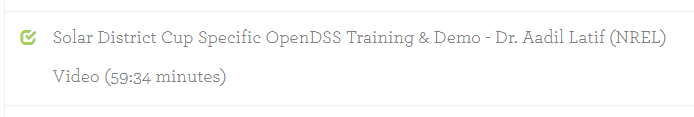 Solar District Cup Specific OpenDSS Training & Demo - Dr. Aadil Latif (NREL)
Video (59:34 minutes)